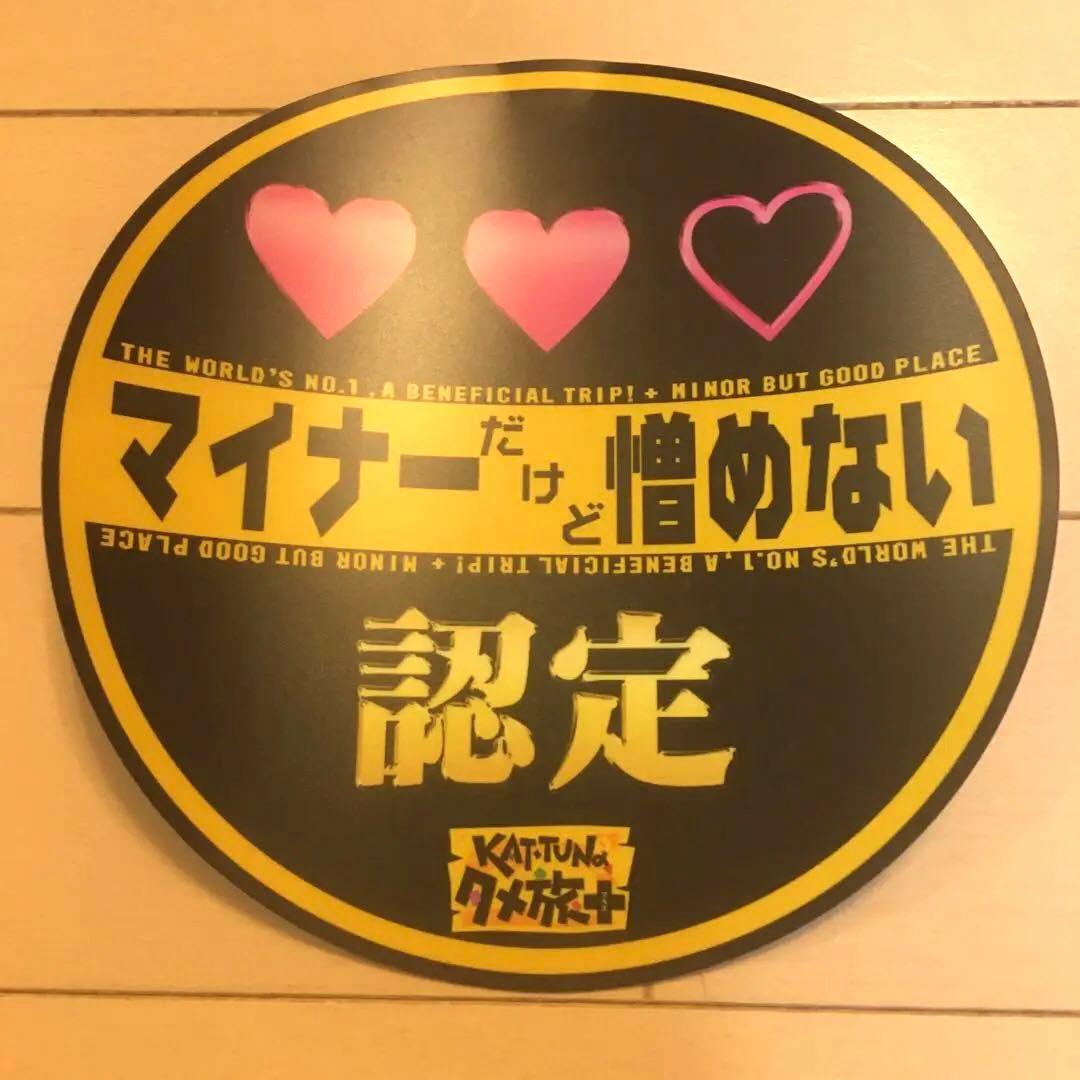 THE WORLD'S NO.1 , A BENEFICIAL TRIP! + MINOR BUT GOOD PLACE
マイナーだけど憎めない
THE WORLD'S NO.1 , A BENEFICIAL TRIP! + MINOR BUT GOOD PLACE
認定
KAT-TUNの
タメ旅+